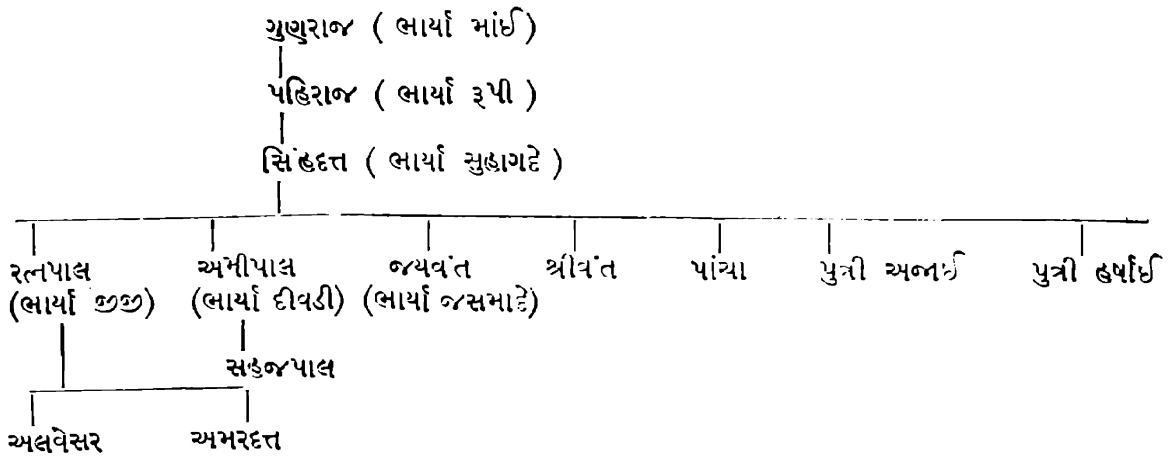 ગુણરાજ ( ભાર્યા માંઈ)
પહિરાજ ( ભાર્યા રૂપી )
સિંહદત્ત ( ભાર્યા સુહાગદે )
રત્નપાલ અમીપાલ જયવંત શ્રીવંત પાંચા પુત્રી અજાઈ પુત્રી હર્ષાઈ
(ભાર્યા જીજી) (ભાર્યા દીવડી) (ભાર્યા જસમાદે)
સહજપાલ
અલવેસર અમરદત્ત